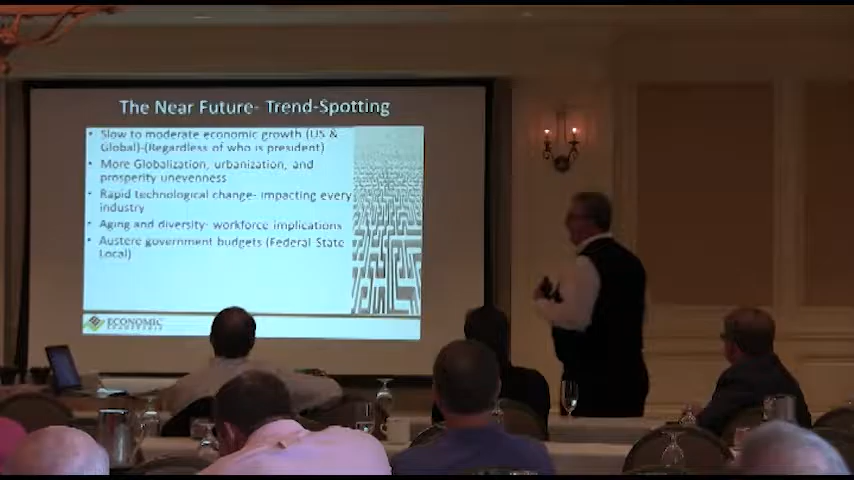 The Near Future- Trend-Spotting
• Slow to moderate economic growth (US &
Global)-(Regardless of who is president)
• More Globalization, urbanization, and
prosperity unevenness
• Rapid technological change- impacting every
industry
• Aging and diversity- workforce implications
• Austere government budgets (Federal State
Local)
ECONOMIC